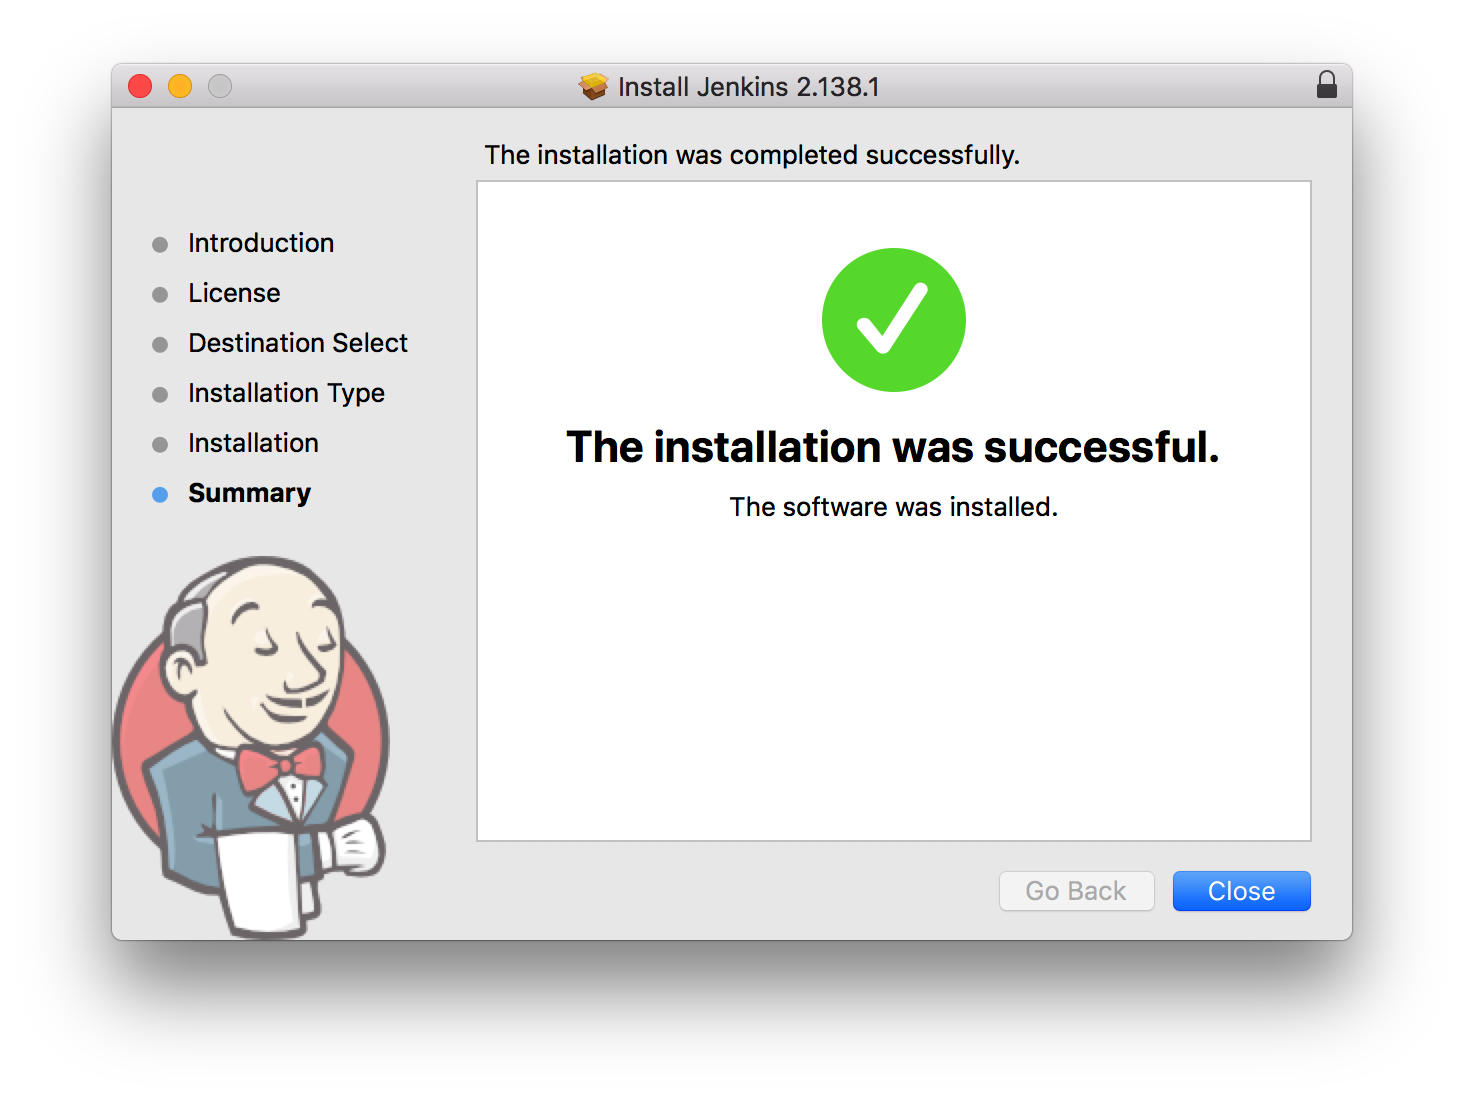 Install Jenkins 2.138.1
The installation was completed successfully.
Introduction
License
Destination Select
Installation Type
Installation
Summary
The installation was successful.
The software was installed.
Go Back
Close